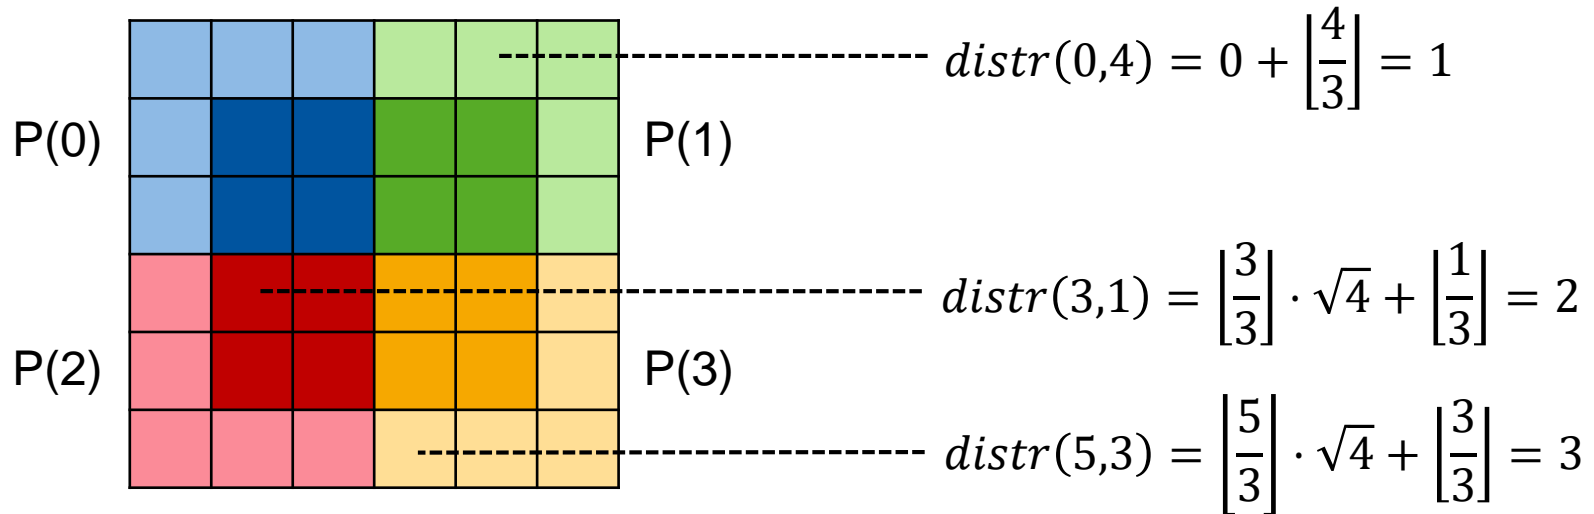 distr(0,4) = 0 + ⌊4/3⌋ = 1
P(0)
P(1)
distr(3,1) = ⌊3/3⌋ · √4 + ⌊1/3⌋ = 2
P(2)
P(3)
distr(5,3) = ⌊5/3⌋ · √4 + ⌊3/3⌋ = 3